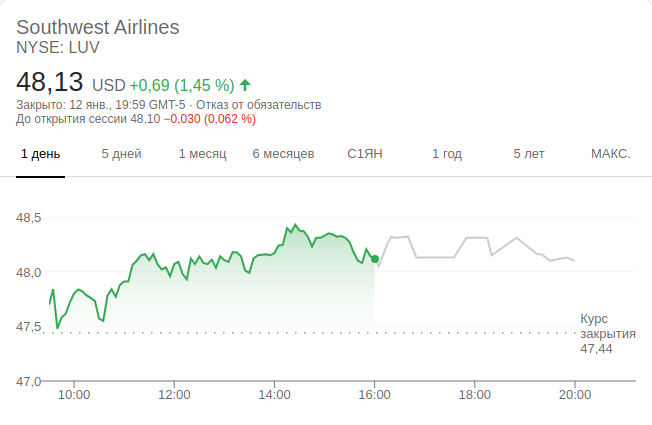 Southwest Airlines
NYSE: LUV
48,13 USD +0,69 (1,45 %)
Закрыто: 12 янв., 19:59 GMT-5 · Отказ от обязательств
До открытия сессии 48,10 −0,030 (0,062 %)
1 день 5 дней 1 месяц 6 месяцев С1ЯН 1 год 5 лет МАКС.
48,5
48,0
47,5
Курс
закрытия
47,44
47,0
10:00 12:00 14:00 16:00 18:00 20:00